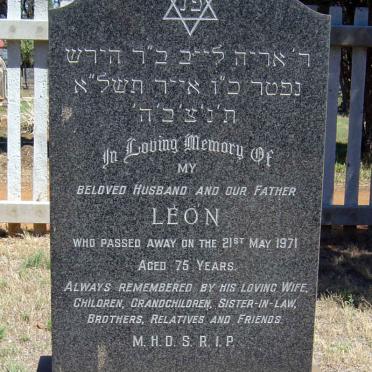 פ נ
ר׳ אריה לייב ב״ר הירש
נפטר כ״ו אייר תשל״א
ת׳נ׳צ׳ב׳ה׳
In Loving Memory Of
MY
BELOVED HUSBAND AND OUR FATHER
LEON
WHO PASSED AWAY ON THE 21ST MAY 1971
AGED 75 YEARS.
ALWAYS REMEMBERED BY HIS LOVING WIFE,
CHILDREN, GRANDCHILDREN, SISTER-IN-LAW,
BROTHERS, RELATIVES AND FRIENDS.
M.H.D.S.R.I.P.